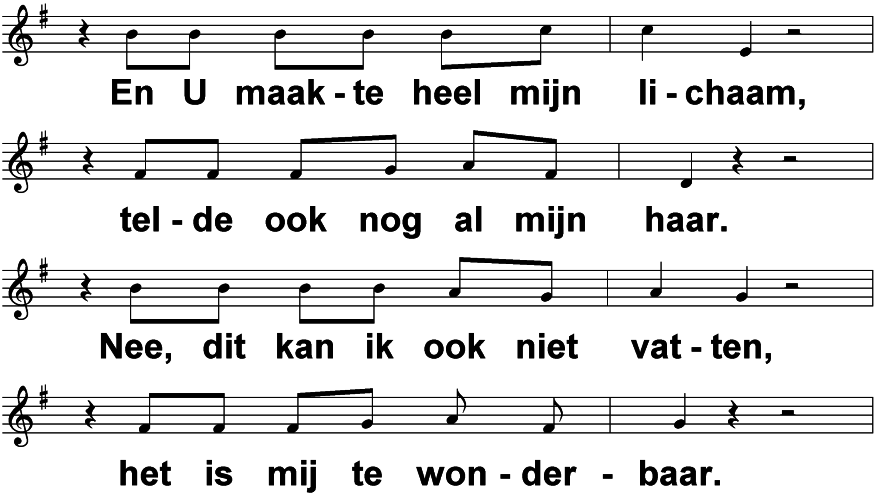 En U maak - te heel mijn li - chaam,
tel - de ook nog al mijn haar.
Nee, dit kan ik ook niet vat - ten,
het is mij te won - der - baar.